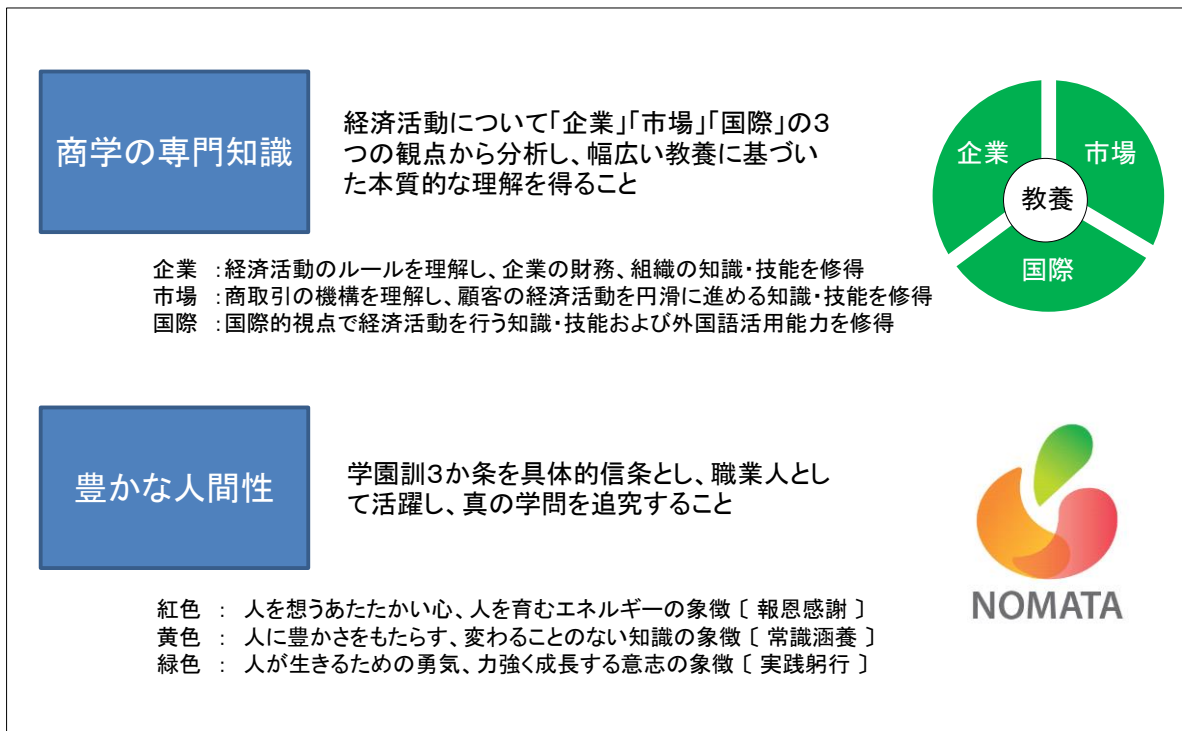 商学の専門知識
経済活動について「企業」「市場」「国際」の3
つの観点から分析し、幅広い教養に基づい
た本質的な理解を得ること
企業
市場
教養
国際
企業 ：経済活動のルールを理解し、企業の財務、組織の知識・技能を修得
市場 ：商取引の機構を理解し、顧客の経済活動を円滑に進める知識・技能を修得
国際 ：国際的視点で経済活動を行う知識・技能および外国語活用能力を修得
豊かな人間性
学園訓3か条を具体的信条とし、職業人とし
て活躍し、真の学問を追究すること
NOMATA
紅色 ： 人を想うあたたかい心、人を育むエネルギーの象徴〔 報恩感謝 〕
黄色 ： 人に豊かさをもたらす、変わることのない知識の象徴〔 常識涵養 〕
緑色 ： 人が生きるための勇気、力強く成長する意志の象徴〔 実践躬行 〕